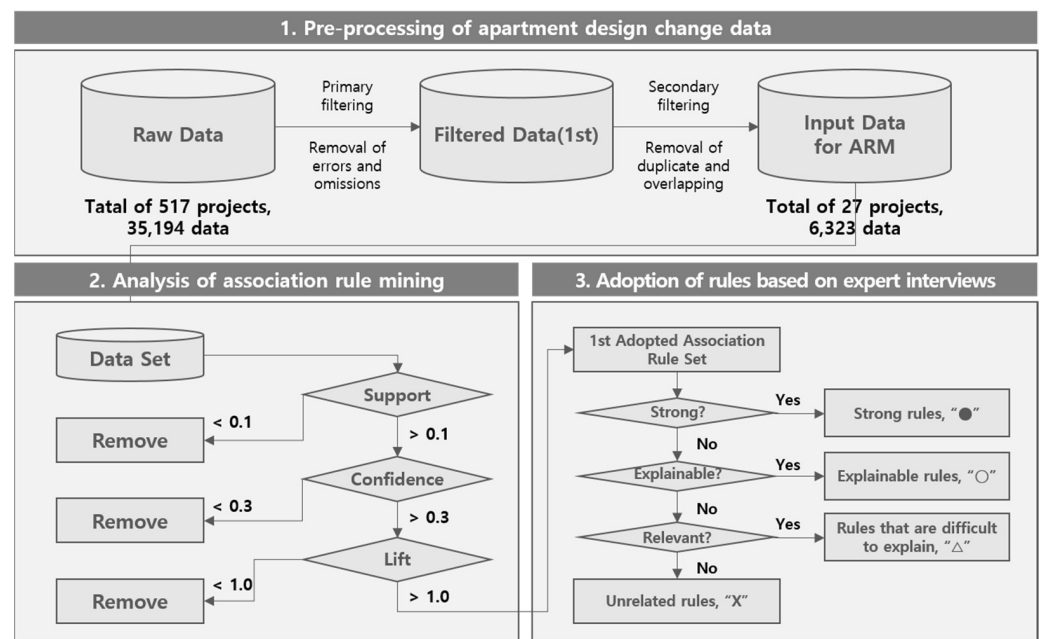 1. Pre-processing of apartment design change data
Raw Data
Primary
filtering
Removal of
errors and
omissions
Filtered Data(1st)
Secondary
filtering
Removal of
duplicate and
overlapping
Input Data
for ARM
Tatal of 517 projects,
35,194 data
Total of 27 projects,
6,323 data
2. Analysis of association rule mining
Data Set
Support
< 0.1
Remove
> 0.1
Confidence
< 0.3
Remove
> 0.3
Lift
< 1.0
Remove
> 1.0
3. Adoption of rules based on expert interviews
1st Adopted Association
Rule Set
Strong?
Yes
Strong rules, “●”
No
Explainable?
Yes
Explainable rules, “○”
No
Relevant?
Yes
Rules that are difficult
to explain, “△”
No
Unrelated rules, “X”